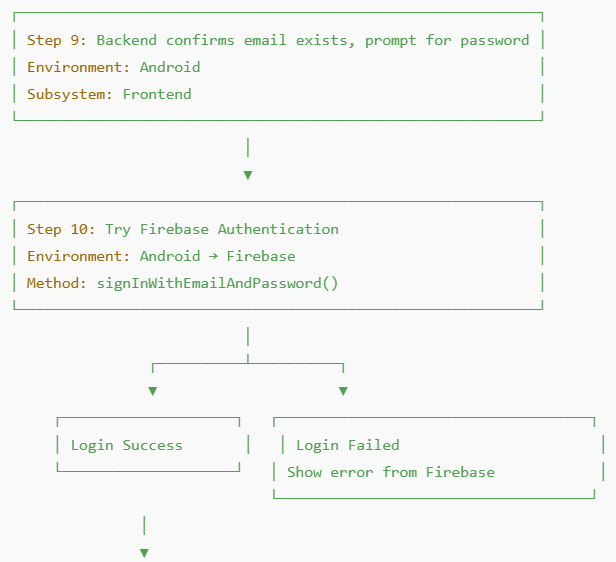 Step 9: Backend confirms email exists, prompt for password
Environment: Android
Subsystem: Frontend
Step 10: Try Firebase Authentication
Environment: Android → Firebase
Method: signInWithEmailAndPassword()
Login Success
Login Failed
Show error from Firebase